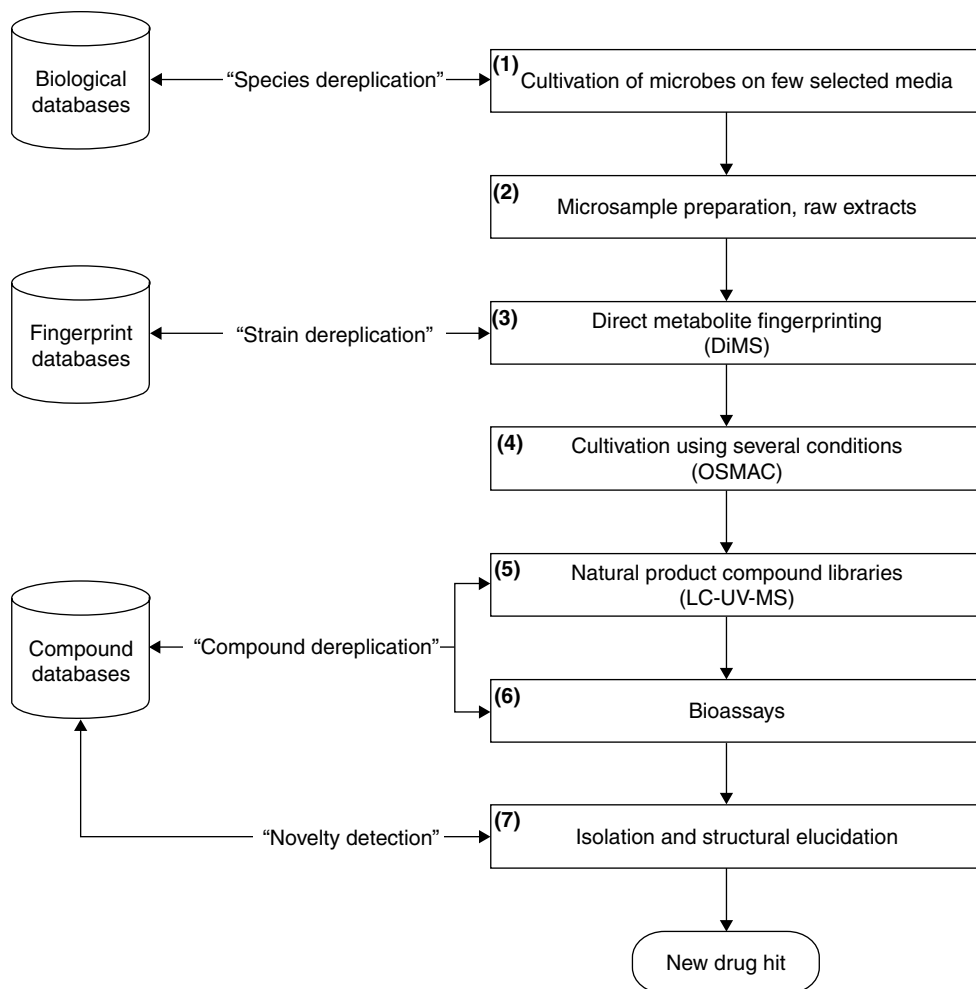 Biological
databases
“Species dereplication”
(1)
Cultivation of microbes on few selected media
(2)
Microsample preparation, raw extracts
Fingerprint
databases
“Strain dereplication”
(3)
Direct metabolite fingerprinting
(DiMS)
(4)
Cultivation using several conditions
(OSMAC)
(5)
Natural product compound libraries
(LC-UV-MS)
Compound
databases
“Compound dereplication”
(6)
Bioassays
“Novelty detection”
(7)
Isolation and structural elucidation
New drug hit